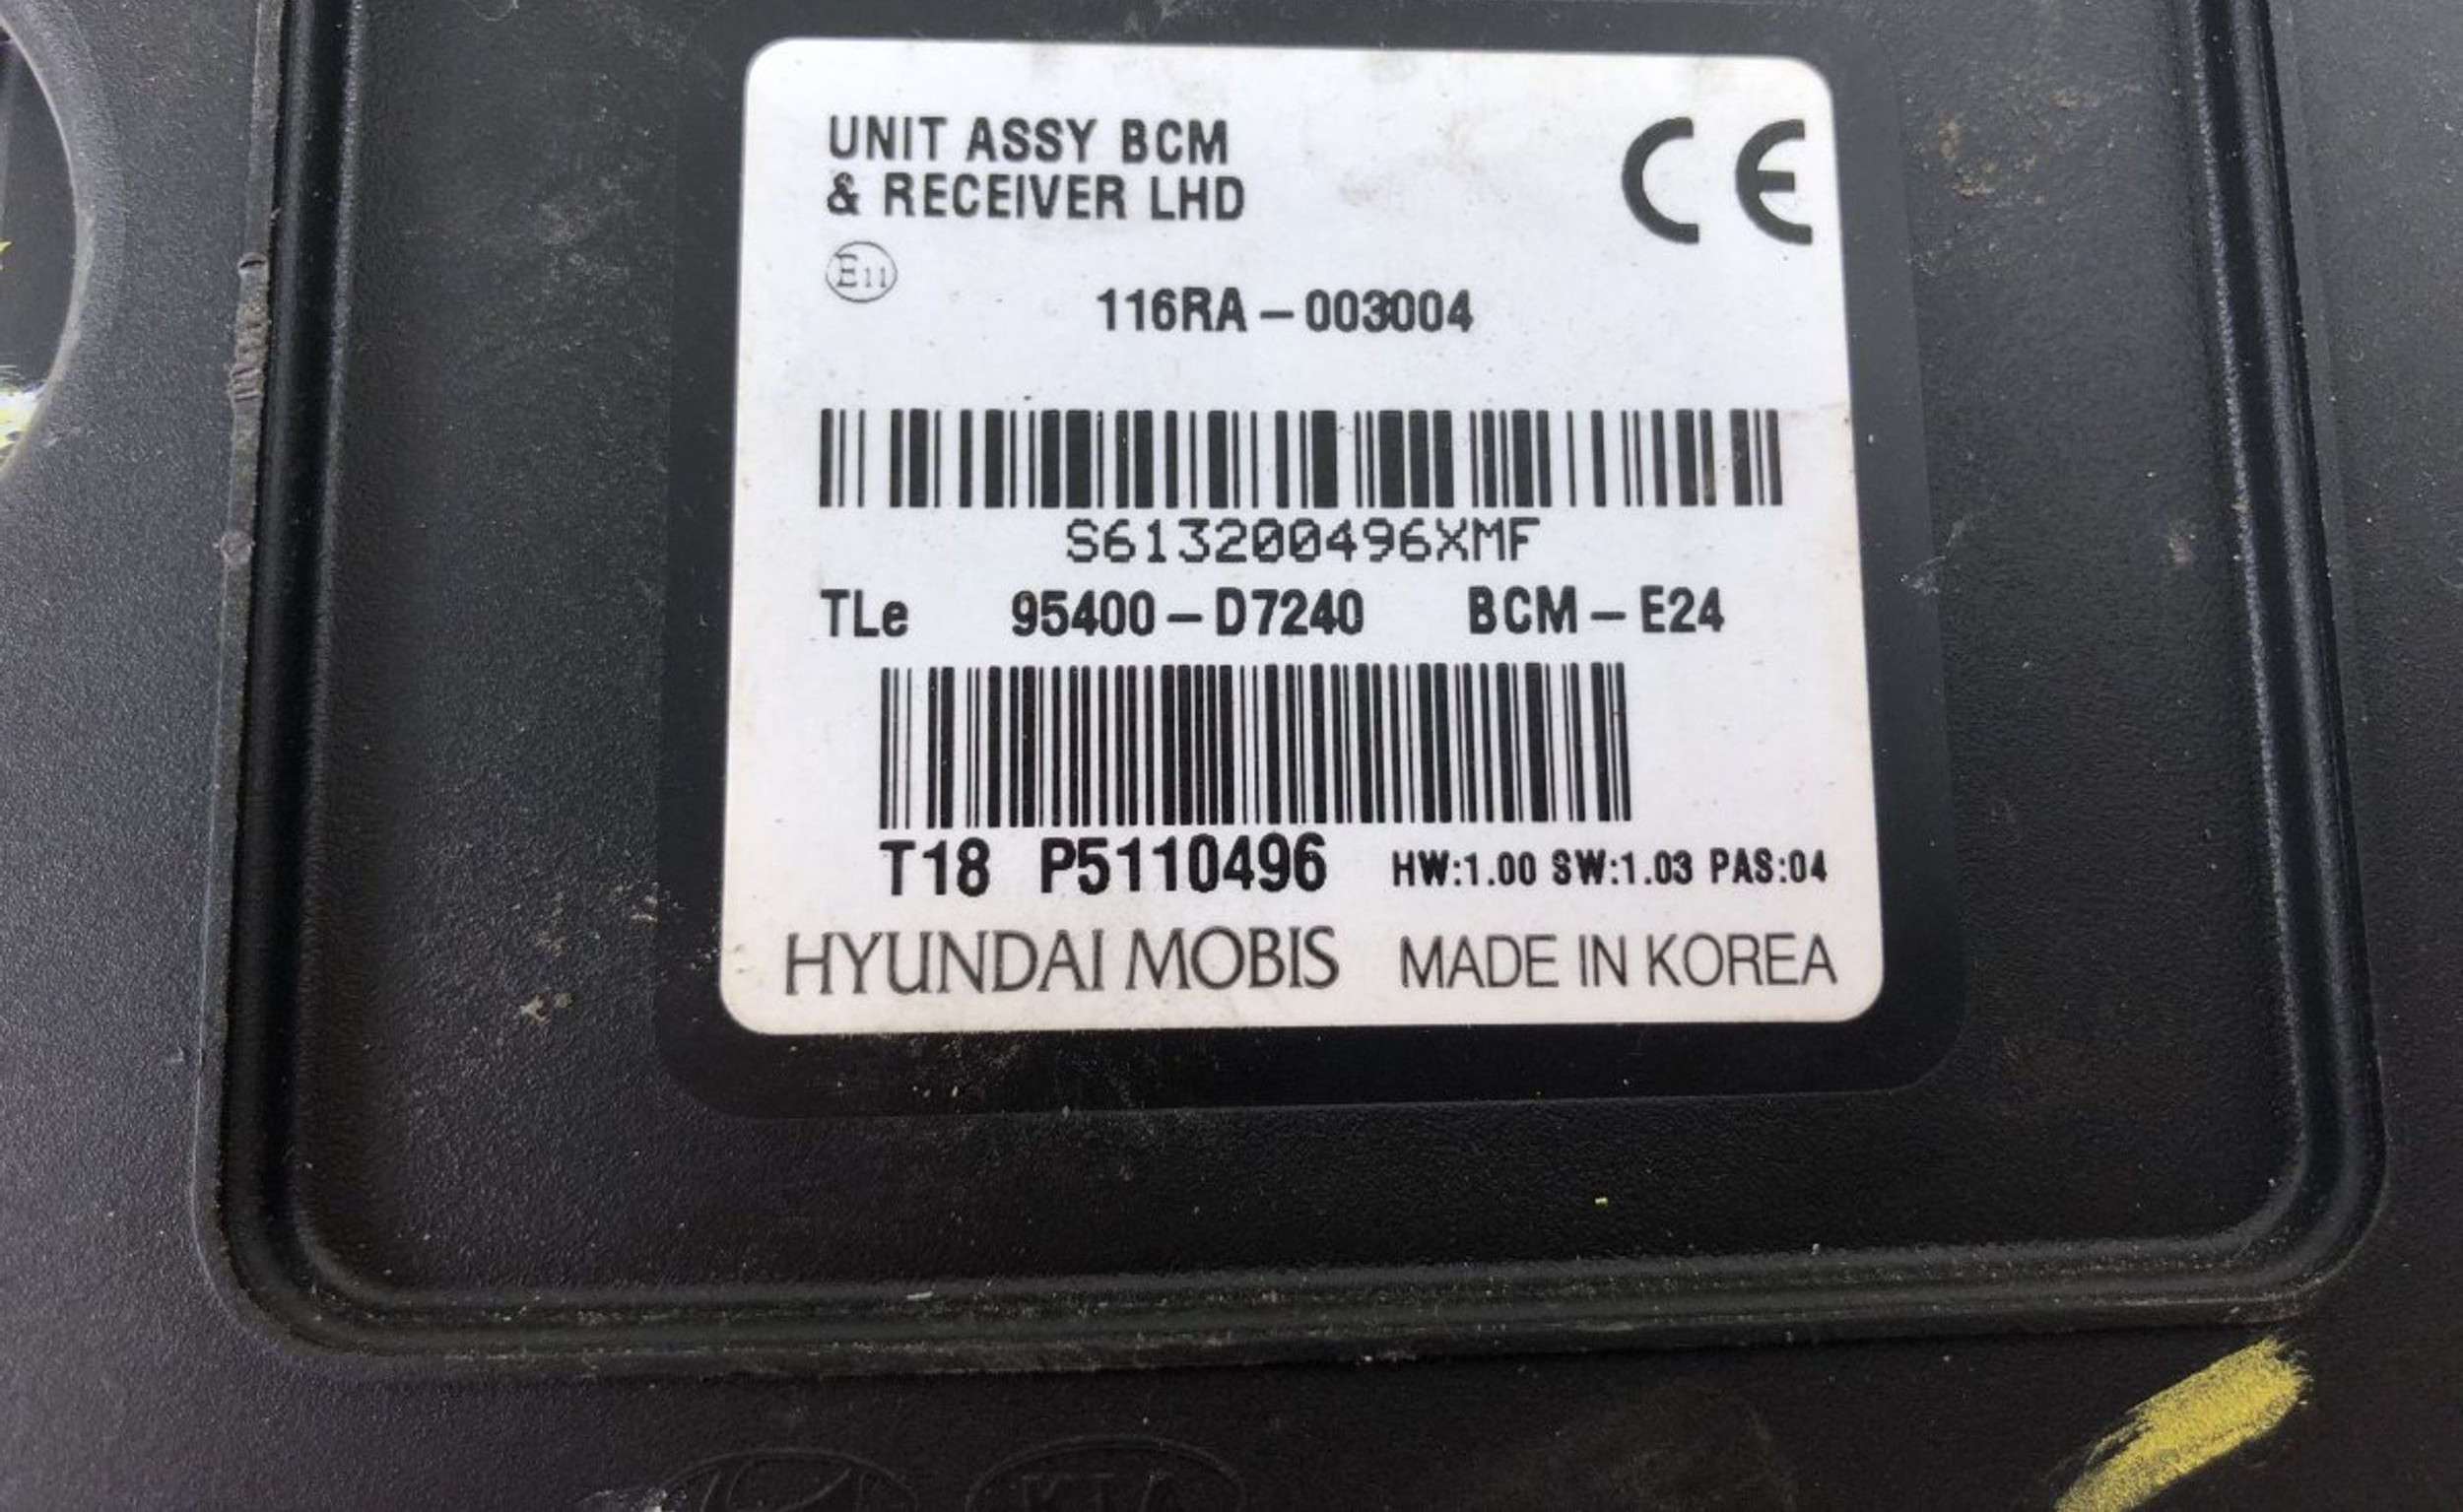 UNIT ASSY BCM
& RECEIVER LHD
CE
E11
116RA-003004
S613200496XMF
TLe 95400-D7240 BCM-E24
T18 P5110496 HW:1.00 SW:1.03 PAS:04
HYUNDAI MOBIS MADE IN KOREA